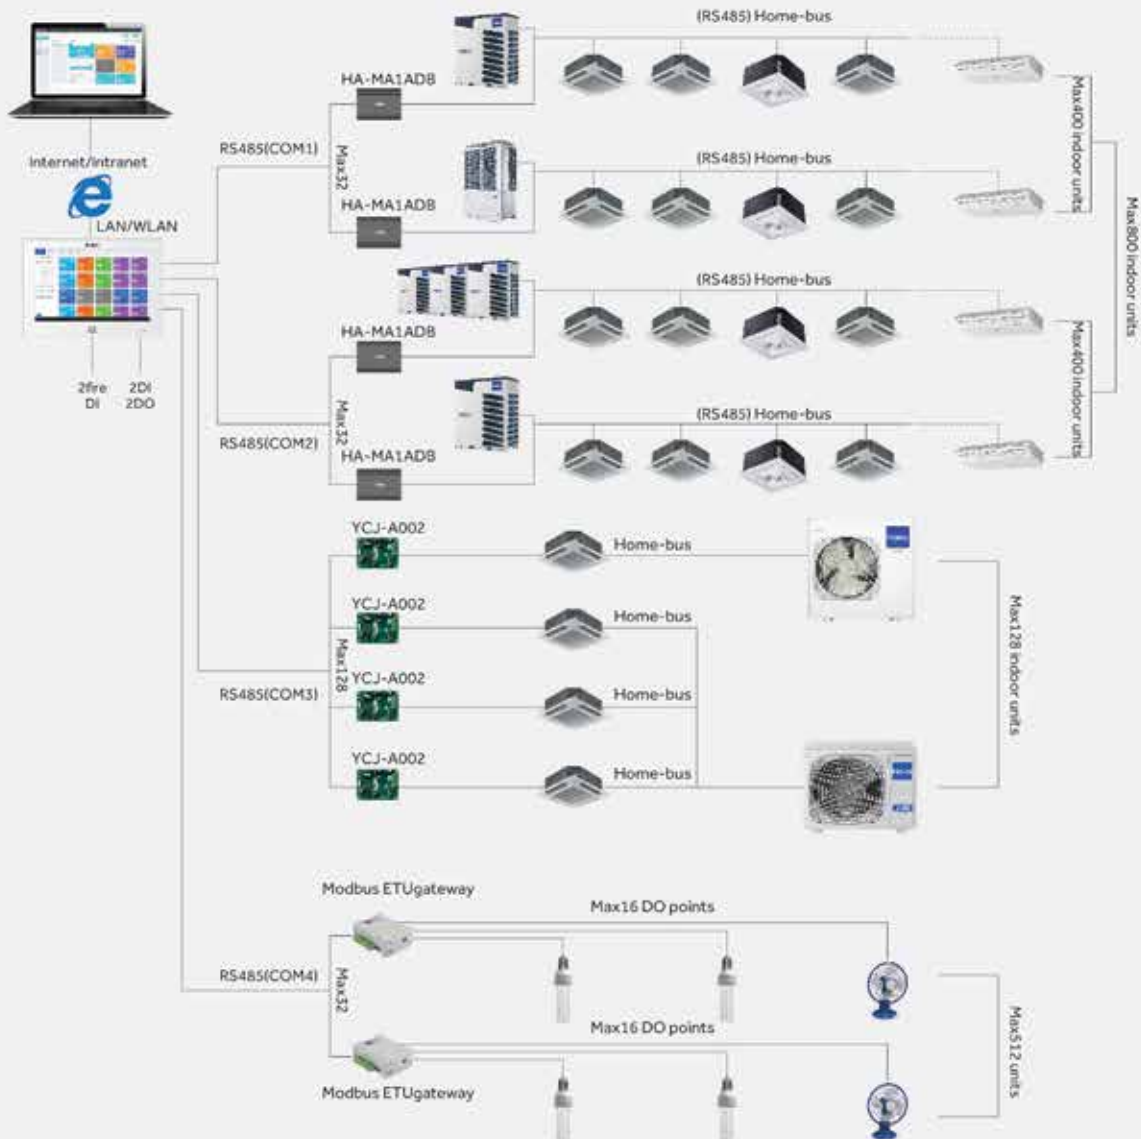 (RS485) Home-bus
HA-MA1ADB
RS485(COM1)
Max32
Max400 indoor units
Internet/Intranet
(RS485) Home-bus
HA-MA1ADB
LAN/WLAN
Max800 indoor units
(RS485) Home-bus
HA-MA1ADB
2fire
DI
2DI
2DO
Max32
Max400 indoor units
(RS485) Home-bus
RS485(COM2)
HA-MA1ADB
YCJ-A002
Home-bus
YCJ-A002
Home-bus
Max128
Max128 indoor units
YCJ-A002
RS485(COM3)
Home-bus
YCJ-A002
Home-bus
Modbus ETUgateway
Max16 DO points
RS485(COM4)
Max32
Max16 DO points
Max512 units
Modbus ETUgateway